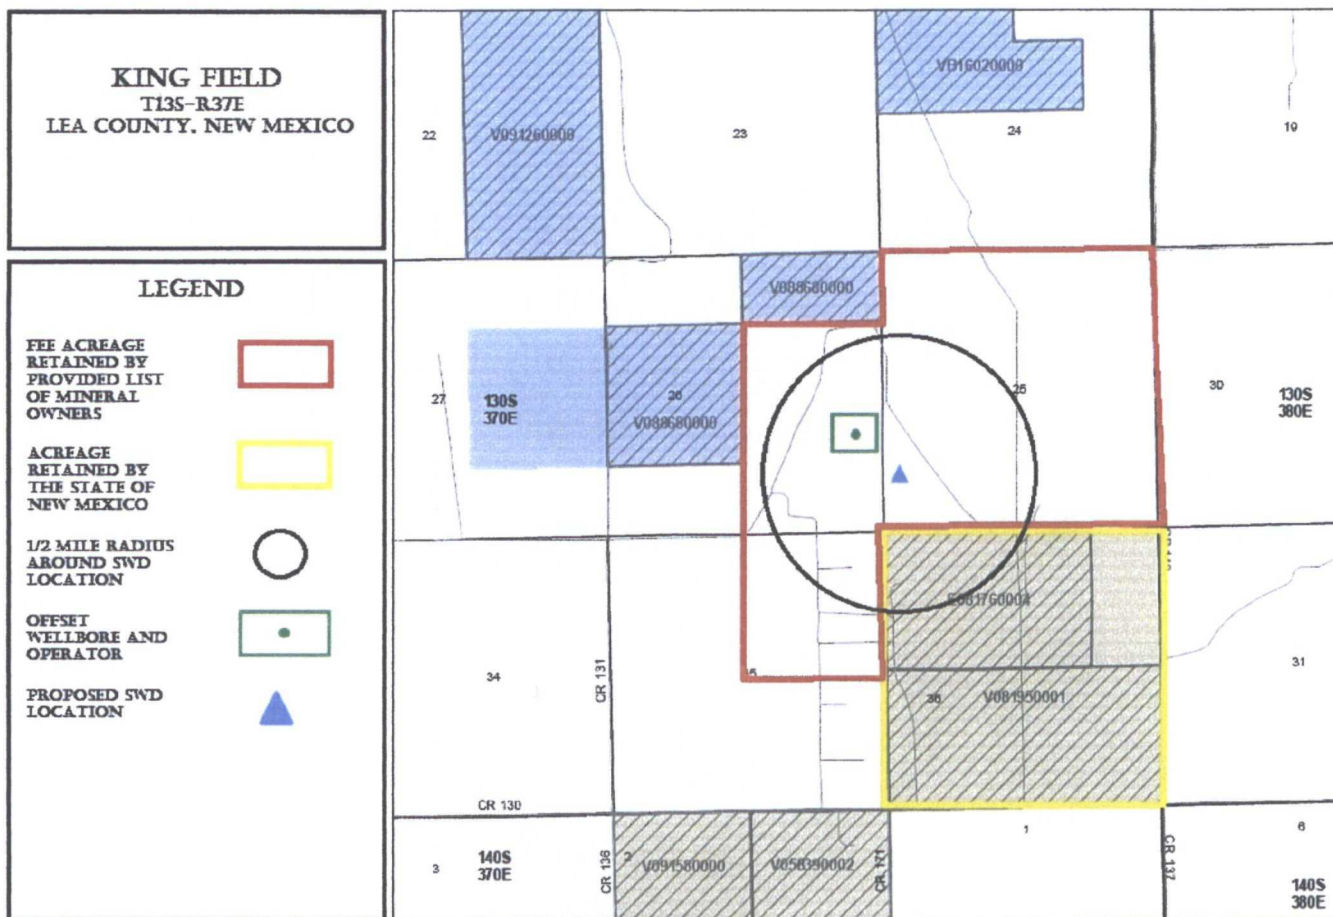 KING FIELD
T13S-R37E
LEA COUNTY. NEW MEXICO
LEGEND
FEE ACREAGE
RETAINED BY
PROVIDED LIST
OF MINERAL
OWNERS
ACREAGE
RETAINED BY
THE STATE OF
NEW MEXICO
1/2 MILE RADIUS
AROUND SWD
LOCATION
OFFSET
WELLBORE AND
OPERATOR
PROPOSED SWD
LOCATION
22
V091260000
23
VB16020000
24
19
V088680000
27
130S
370E
26
V088680000
25
30
130S
380E
34
CR 131
E081760004
31
36
V081950001
CR 130
3
140S
370E
CR 136
2
V091580000
V058390002
CR 171
1
CR 137
6
140S
380E